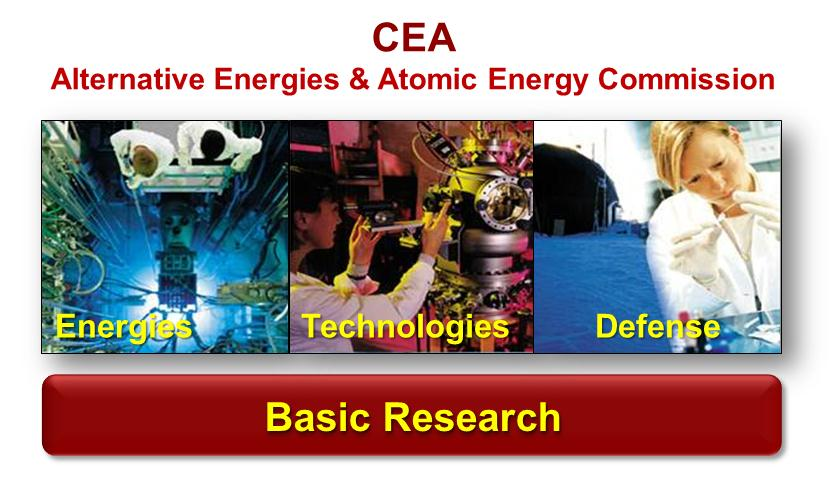 CEA
Alternative Energies & Atomic Energy Commission
Energies
Technologies
Defense
Basic Research